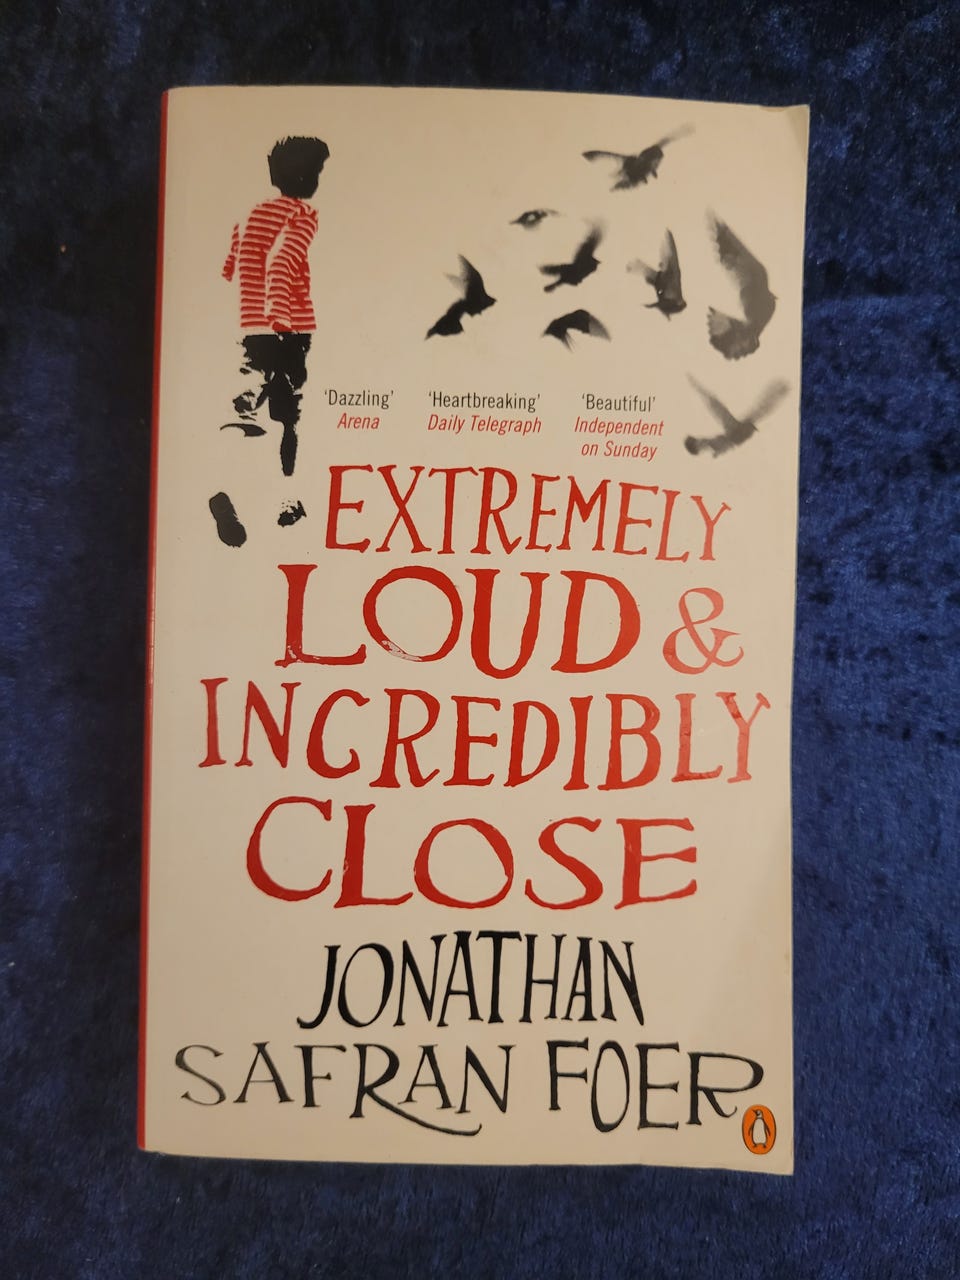 'Dazzling'
Arena
'Heartbreaking'
Daily Telegraph
'Beautiful'
Independent
on Sunday
EXTREMELY
LOUD &
INCREDIBLY
CLOSE
JONATHAN
SAFRAN FOER